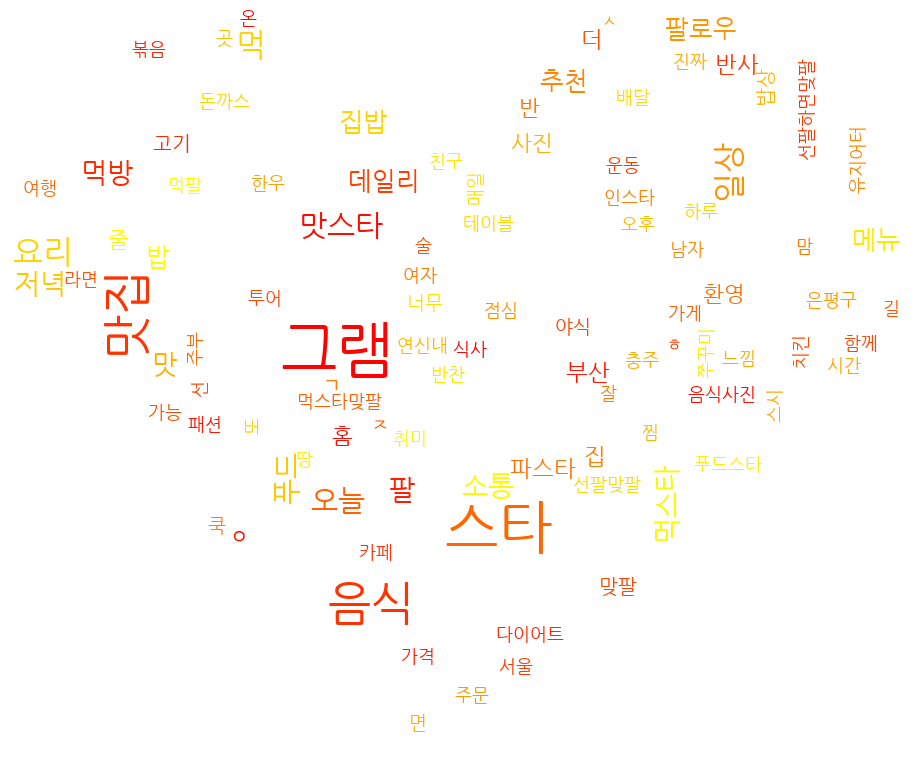 온
곳
먹
볶음
ㅅ
더
팔로우
진짜
반사
추천
밥상
선팔하면맞팔
돈까스
배달
반
집밥
사진
유지어터
고기
먹방
친구
운동
일상
여행
먹팔
한우
데일리
매일
인스타
하루
맛스타
테이블
오후
메뉴
줄
밥
요리
술
남자
맘
저녁
라면
여자
맛집
투어
너무
점심
환영
은평구
길
가게
야식
그램
연신내
식사
ㅎ
쭈꾸미
느낌
치킨
함께
주부
맛
반찬
부산
충주
시간
선
ㄱ
먹스타맞팔
잘
음식사진
스시
가능
패션
버
홈
ㅈ
취미
찜
땅
파스타
집
푸드스타
푸드
오늘
팔
소통
선팔맞팔
먹스타
쿡
ㅇ
스타
카페
음식
맞팔
다이어트
가격
서울
주문
면